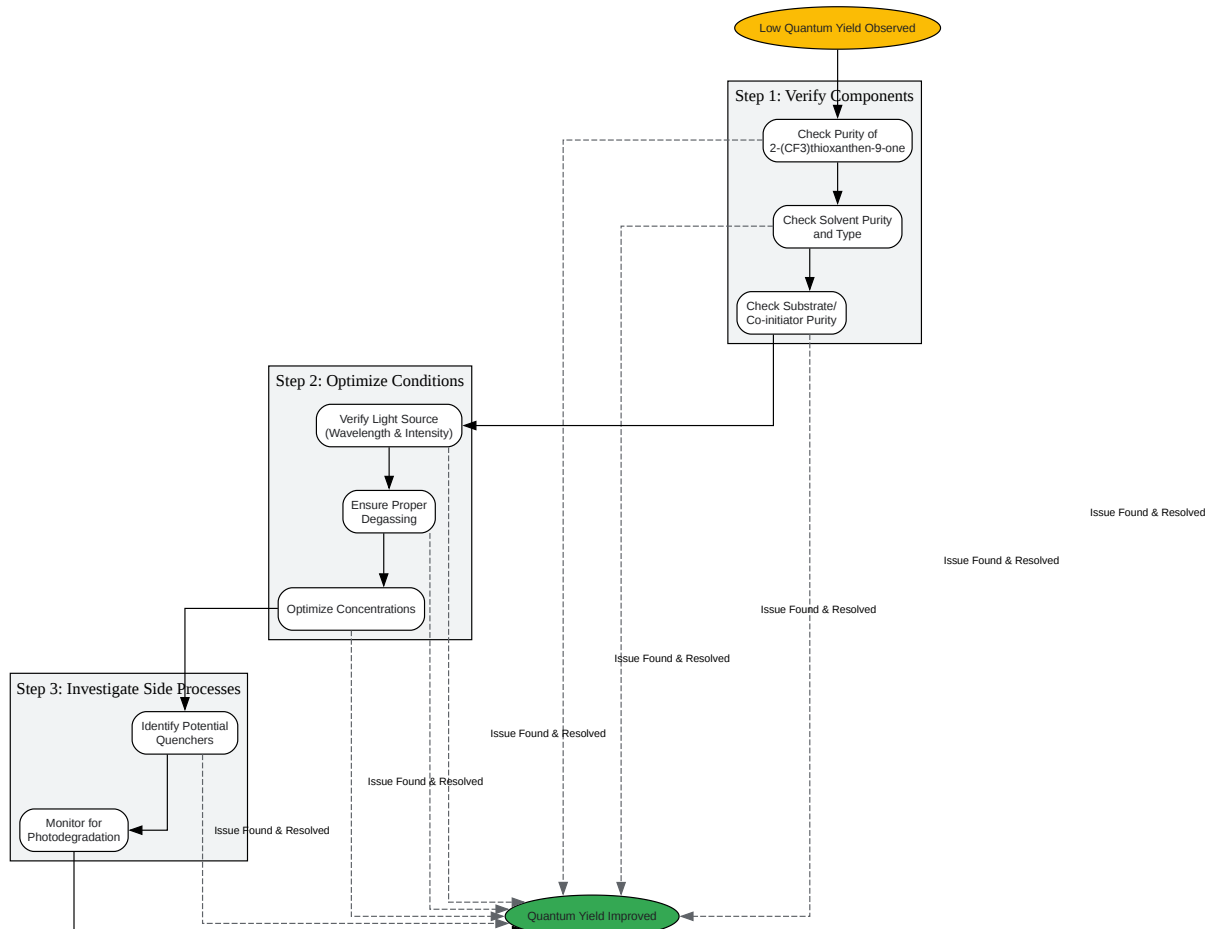 Low Quantum Yield Observed
Step 1: Verify Components
Check Purity of
2-(CF3)thioxanthen-9-one
Check Solvent Purity
and Type
Check Substrate/
Co-initiator Purity
Step 2: Optimize Conditions
Verify Light Source
(Wavelength & Intensity)
Ensure Proper
Degassing
Issue Found & Resolved
Issue Found & Resolved
Optimize Concentrations
Issue Found & Resolved
Issue Found & Resolved
Step 3: Investigate Side Processes
Identify Potential
Quenchers
Issue Found & Resolved
Issue Found & Resolved
Monitor for
Photodegradation
Issue Found & Resolved
Quantum Yield Improved